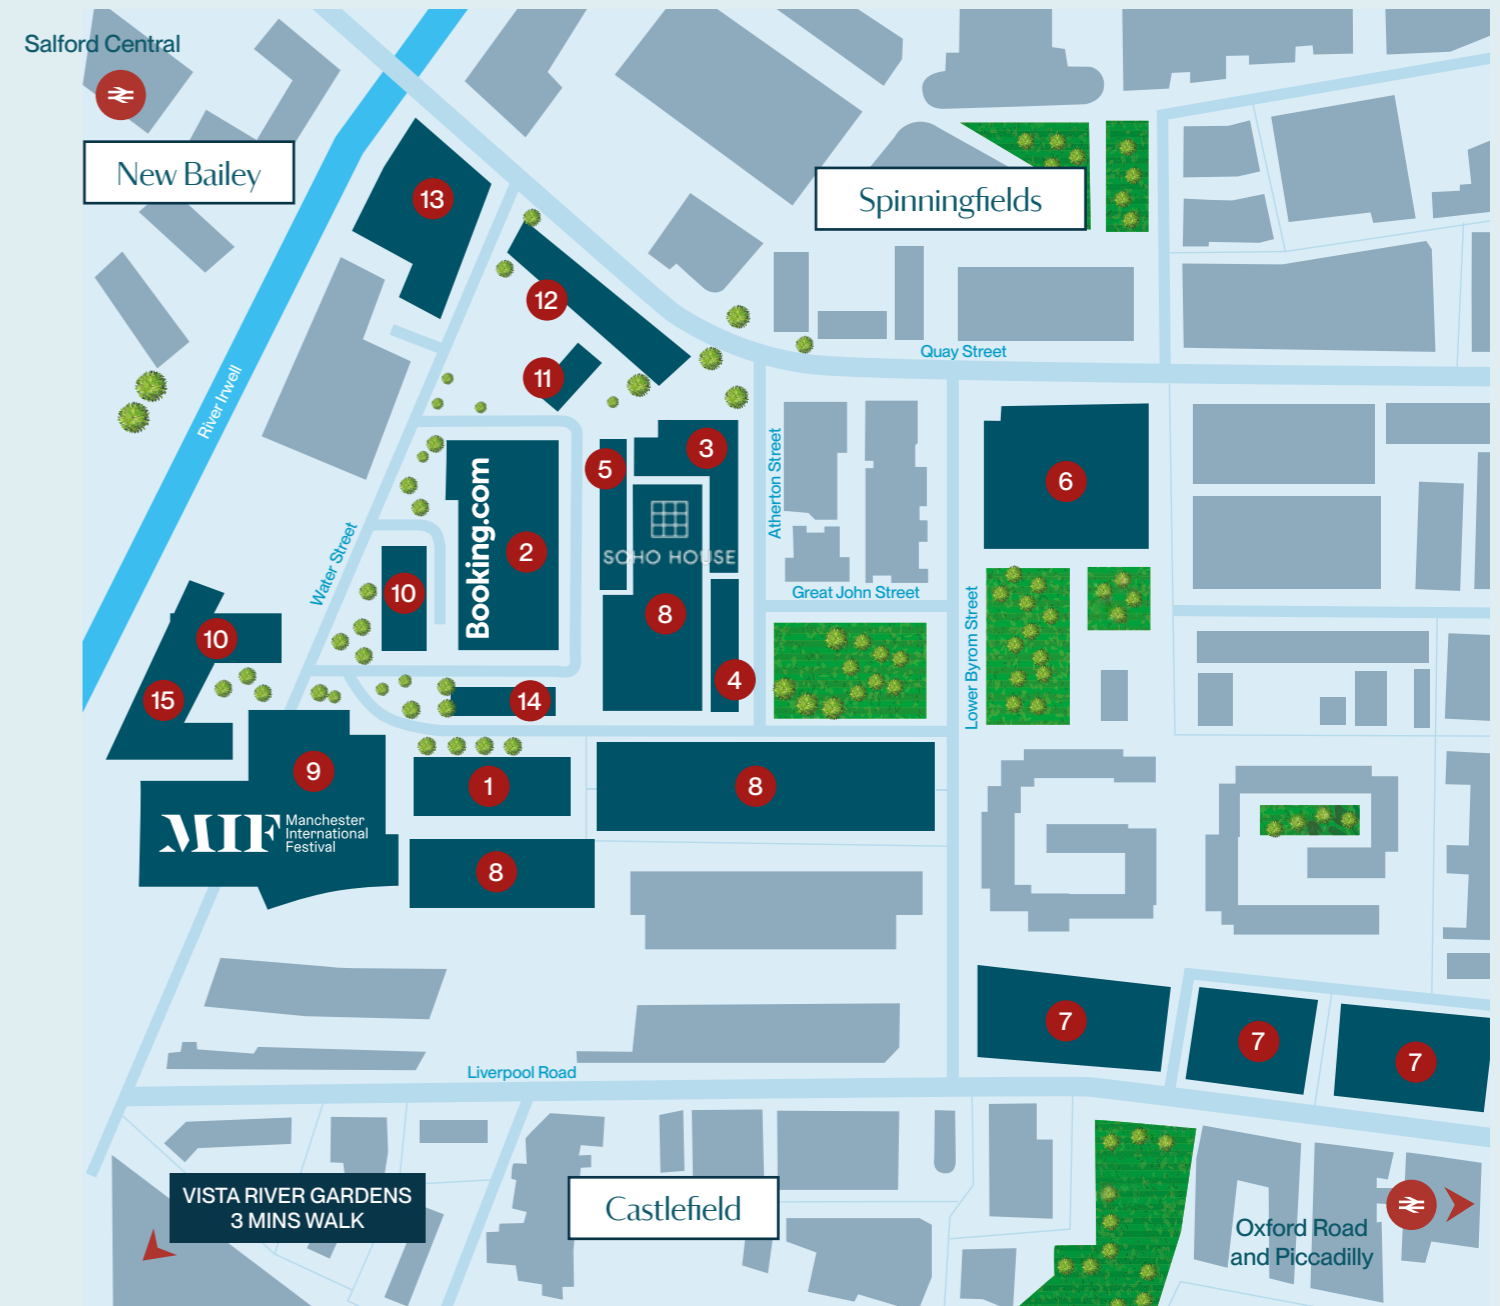 Salford Central
New Bailey
13
Spinningfields
12
Quay Street
11
River Irwell
3
5
Atherton Street
6
Booking.com
2
SOHO HOUSE
Water Street
10
Great John Street
8
Lower Byrom Street
10
4
15
14
9
1
8
MIF
Manchester
International
Festival
8
7
7
7
Liverpool Road
VISTA RIVER GARDENS
3 MINS WALK
Castlefield
Oxford Road
and Piccadilly